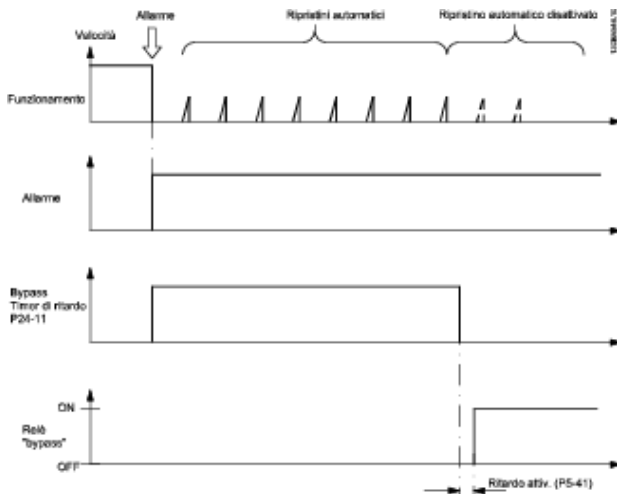 Allarme
Ripristini automatici
Ripristino automatico disattivato
Velocità
Funzionamento
Allarme
Bypass
Timer di ritardo
P24-11
ON
Relè
"bypass"
OFF
Ritardo attiv. (P5-41)